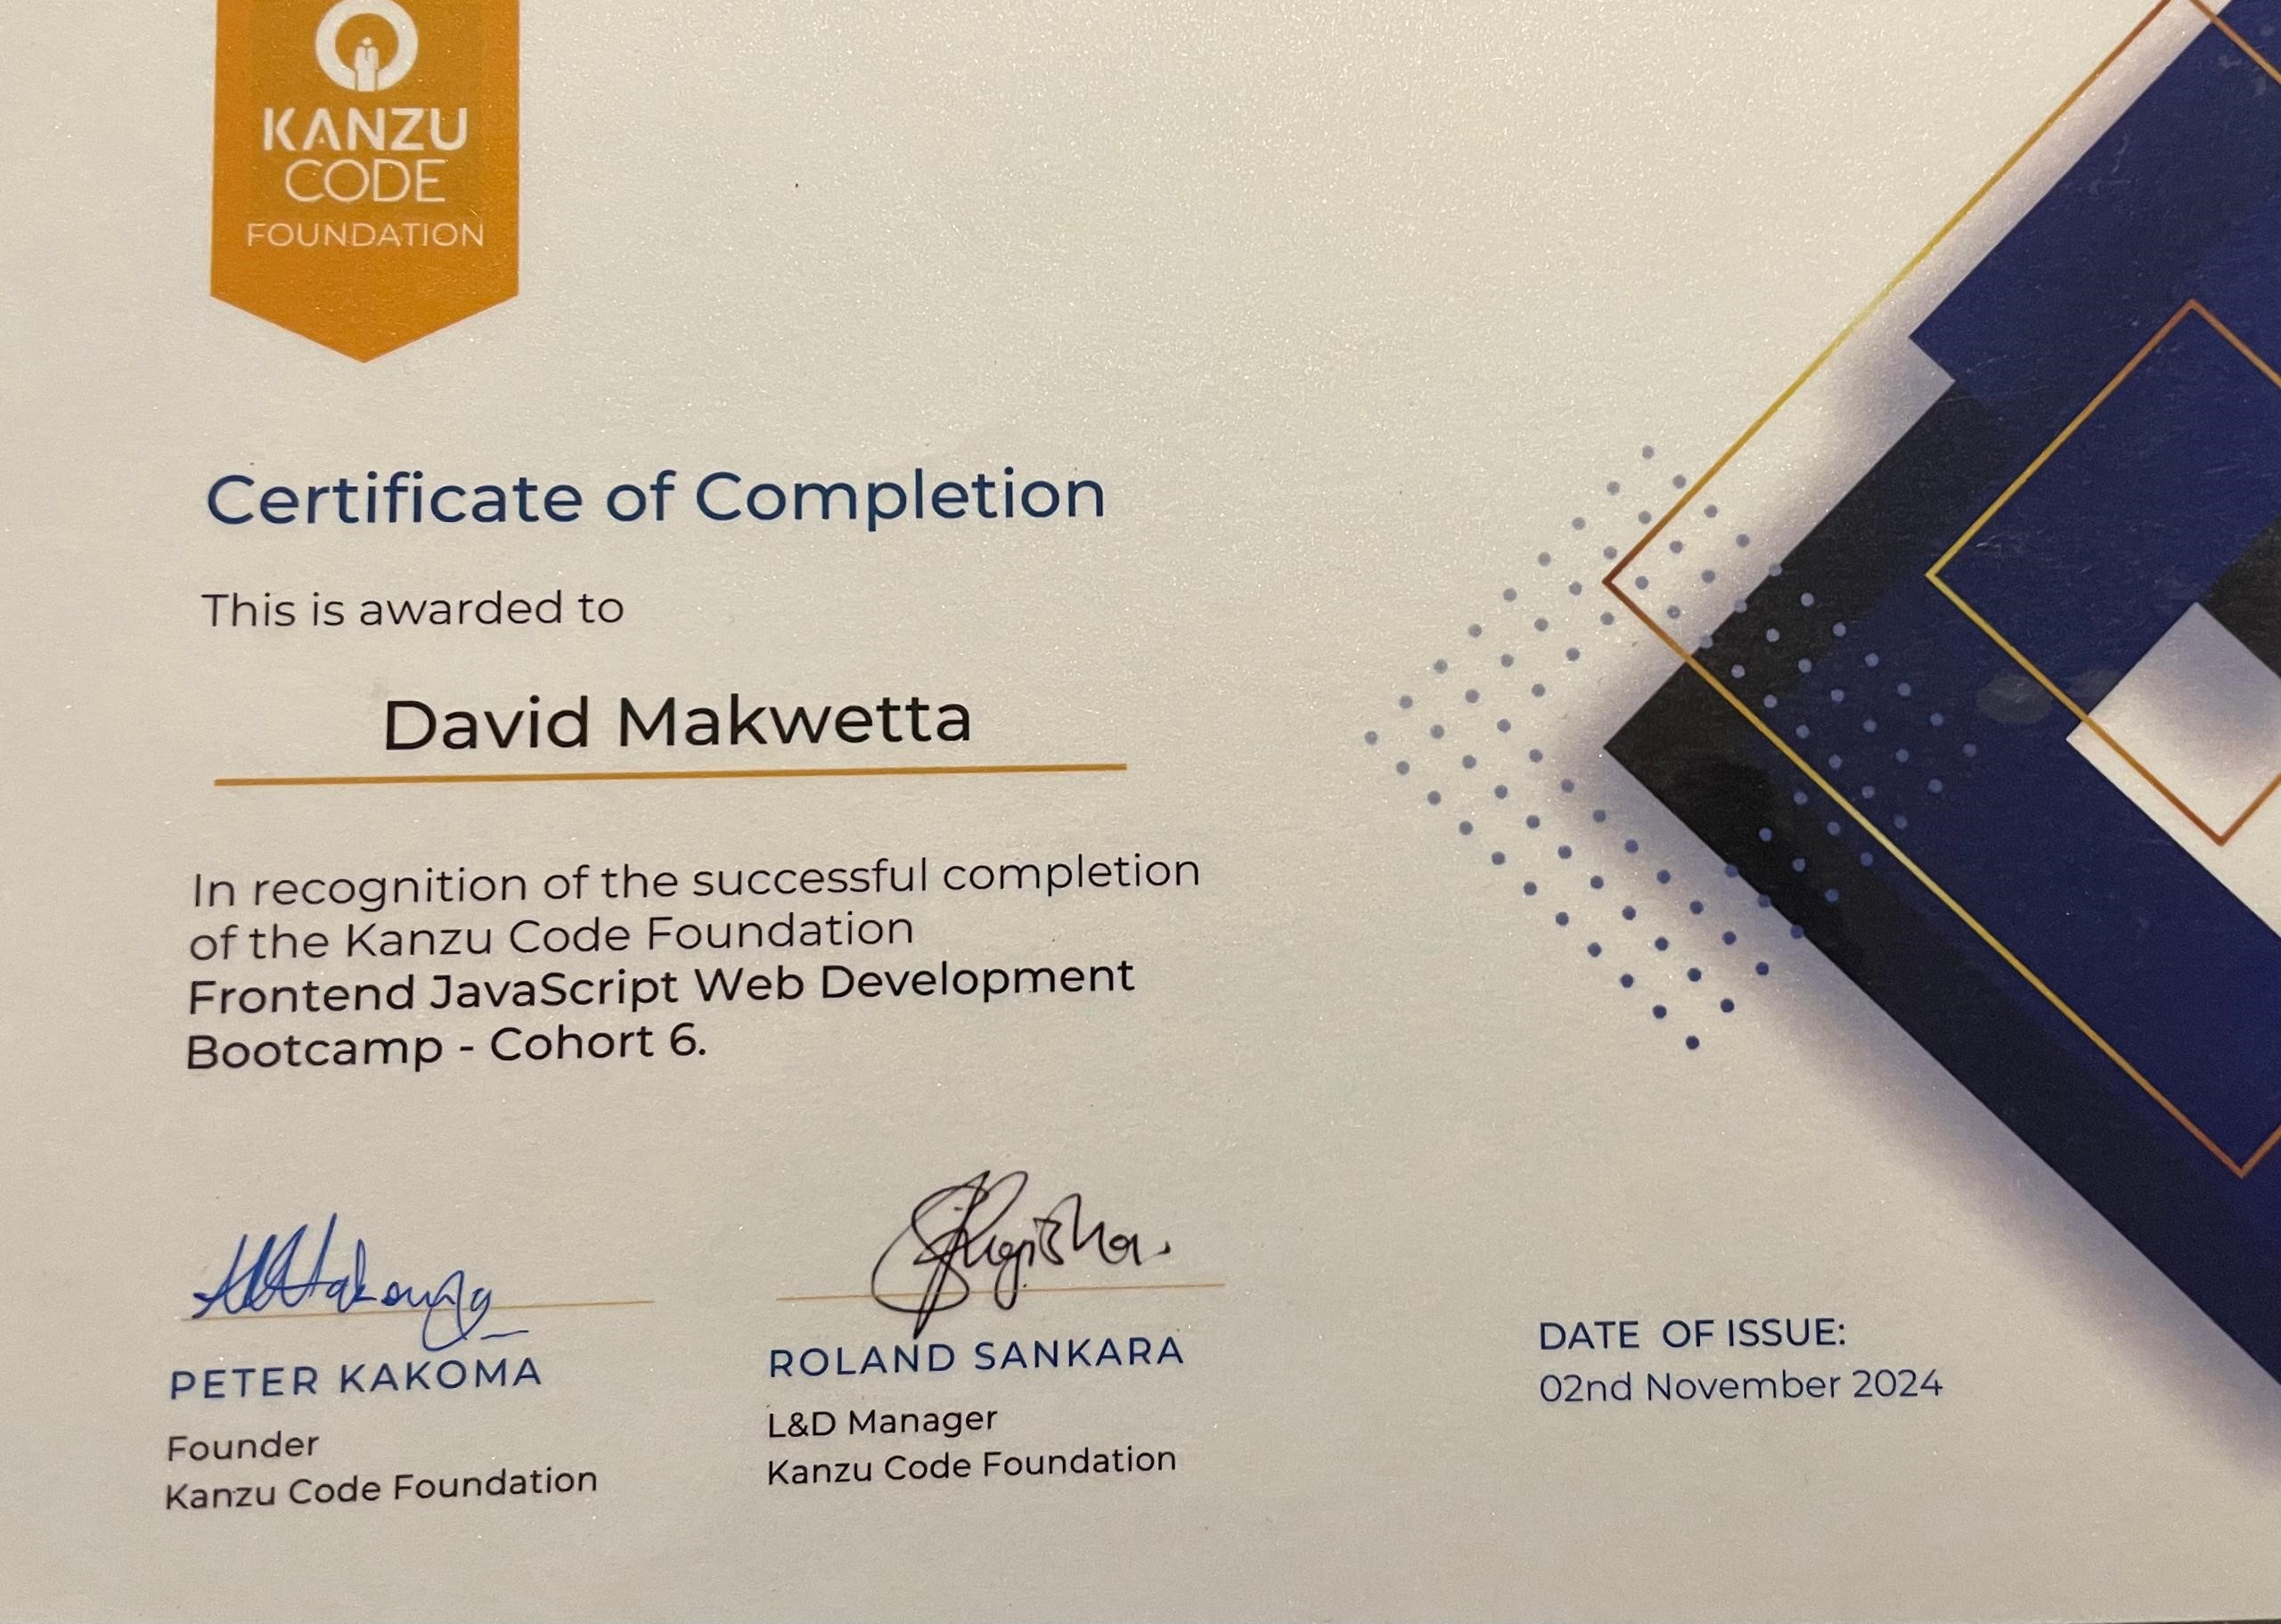 KANZU
CODE
FOUNDATION
Certificate of Completion
This is awarded to
David Makwetta
In recognition of the successful completion
of the Kanzu Code Foundation
Frontend JavaScript Web Development
Bootcamp - Cohort 6.
PETER KAKOMA
Founder
Kanzu Code Foundation
ROLAND SANKARA
L&D Manager
Kanzu Code Foundation
DATE OF ISSUE:
02nd November 2024